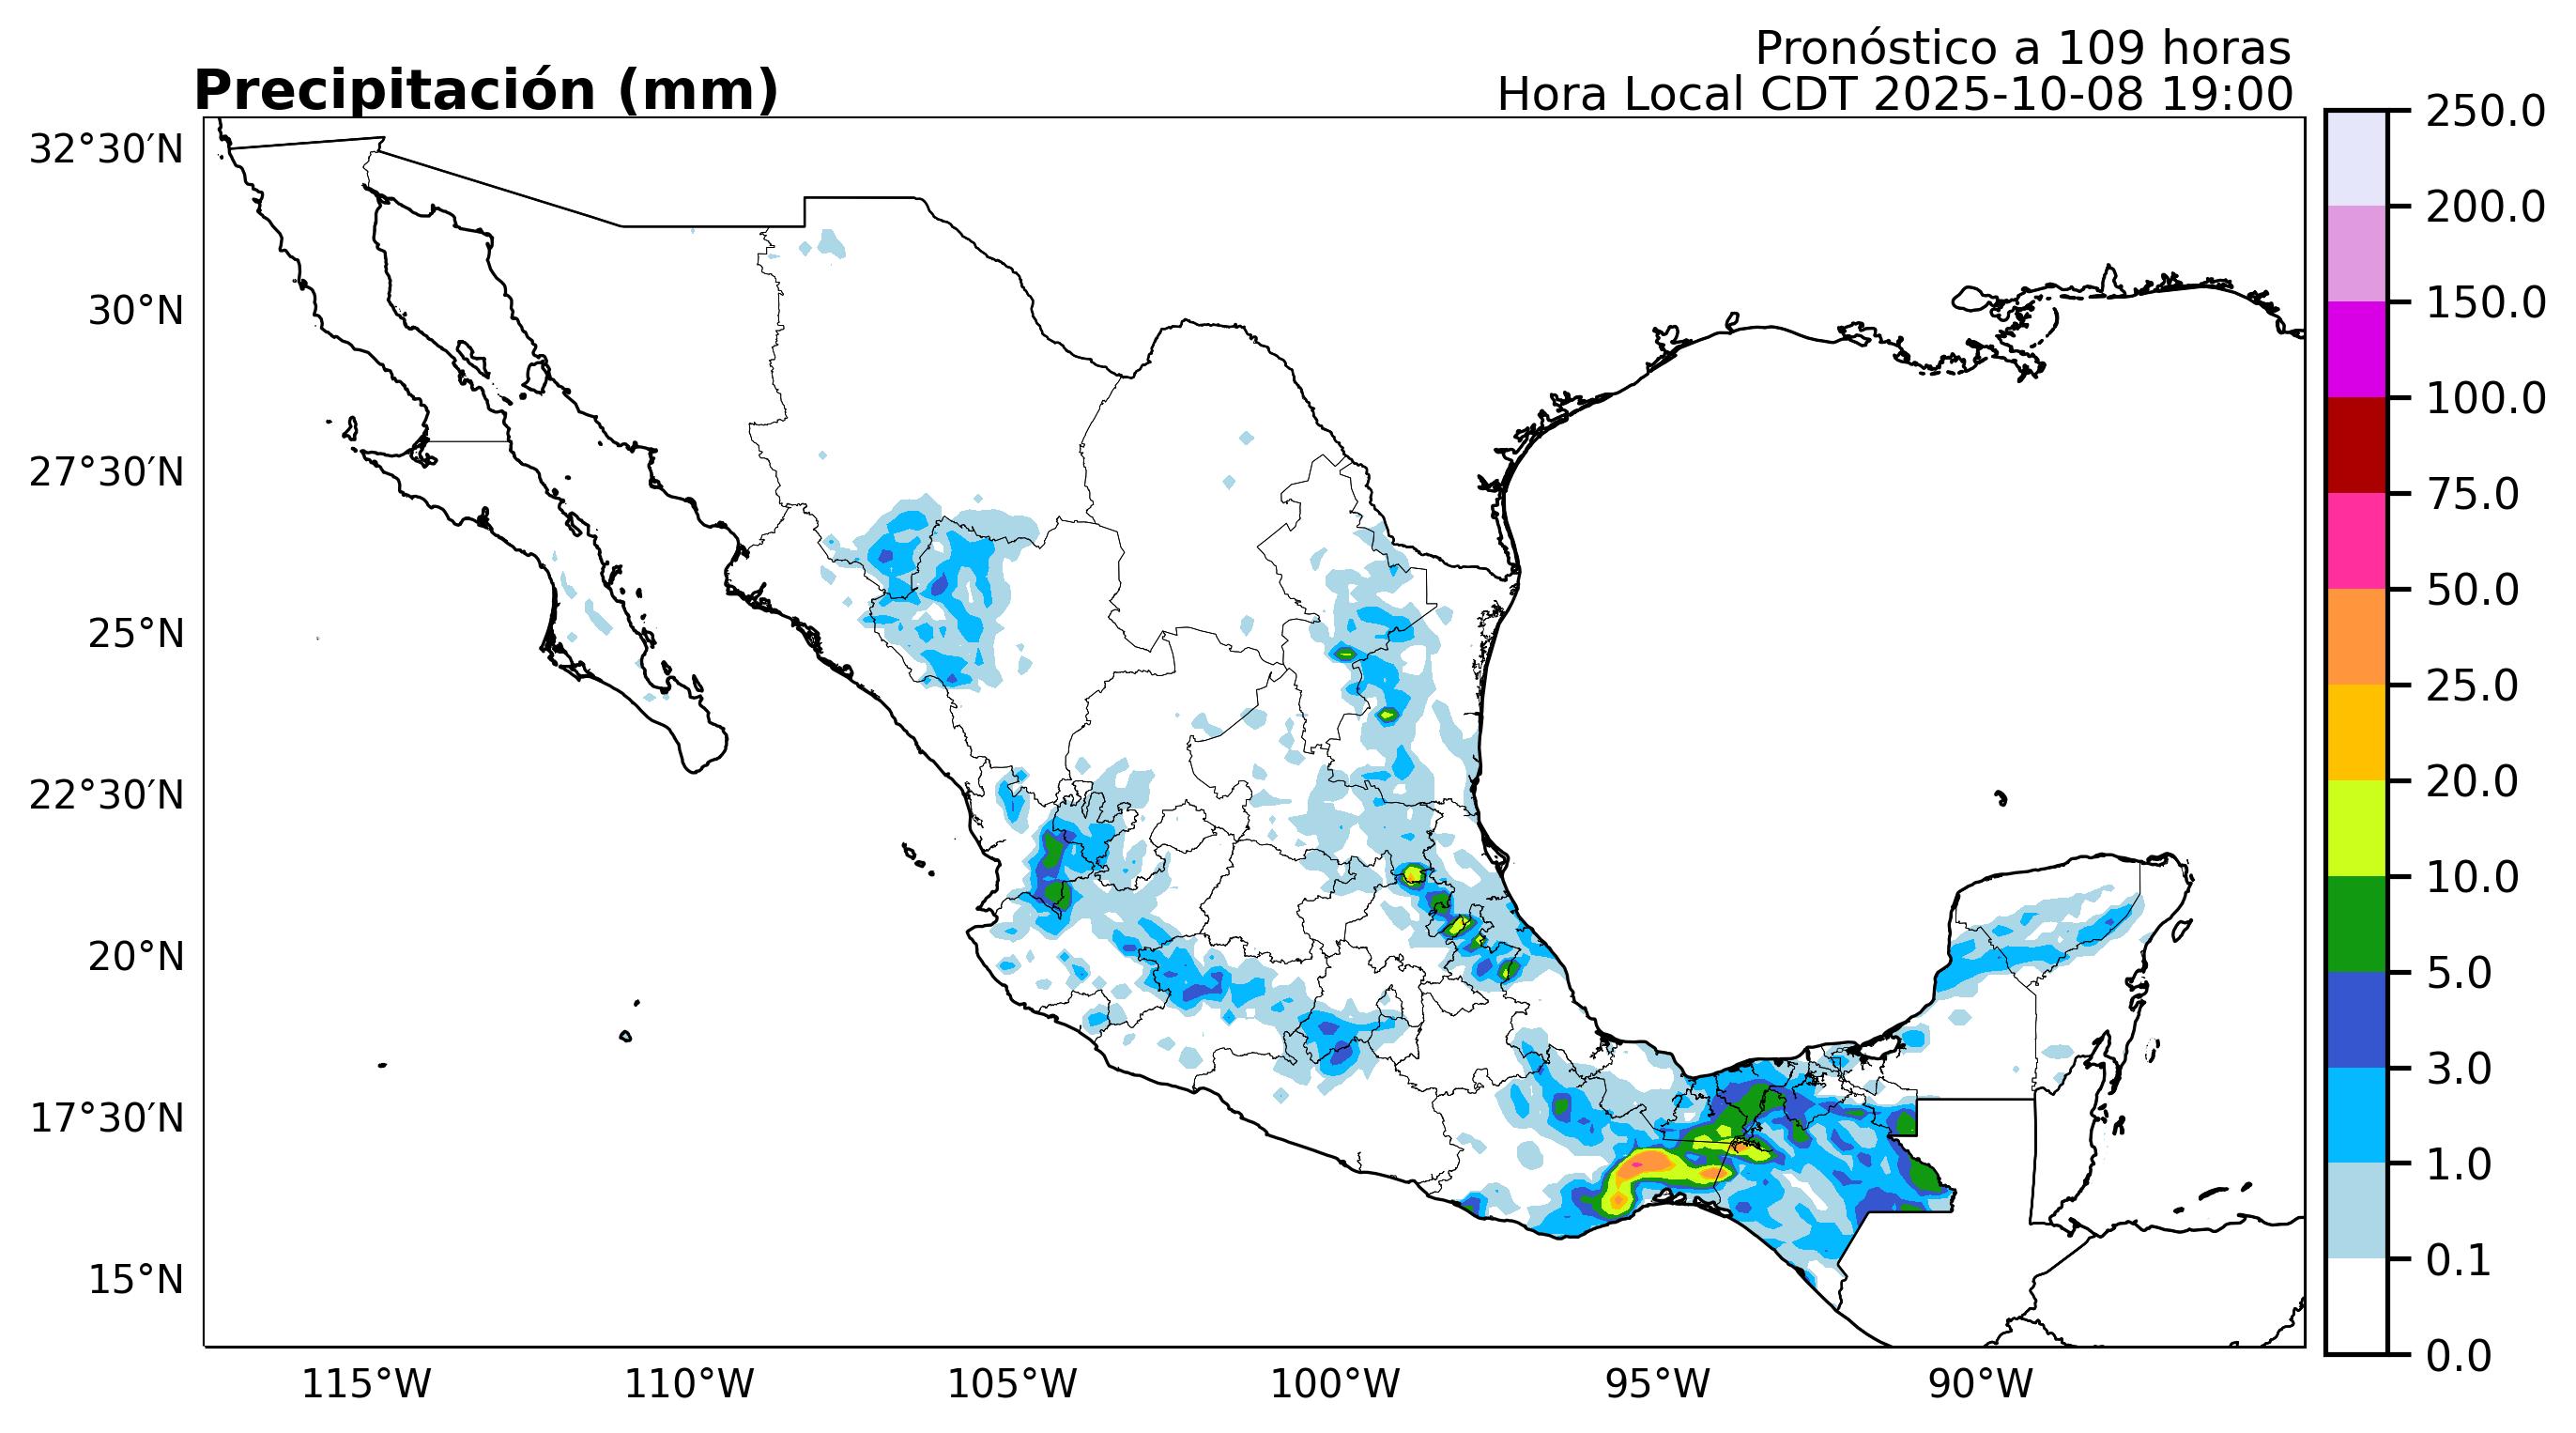 Pronóstico a 109 horas
Precipitación (mm)
Hora Local CDT 2025-10-08 19:00
32°30′N
30°N
27°30′N
25°N
22°30′N
20°N
17°30′N
15°N
115°W
110°W
105°W
100°W
95°W
90°W
250.0
200.0
150.0
100.0
75.0
50.0
25.0
20.0
10.0
5.0
3.0
1.0
0.1
0.0